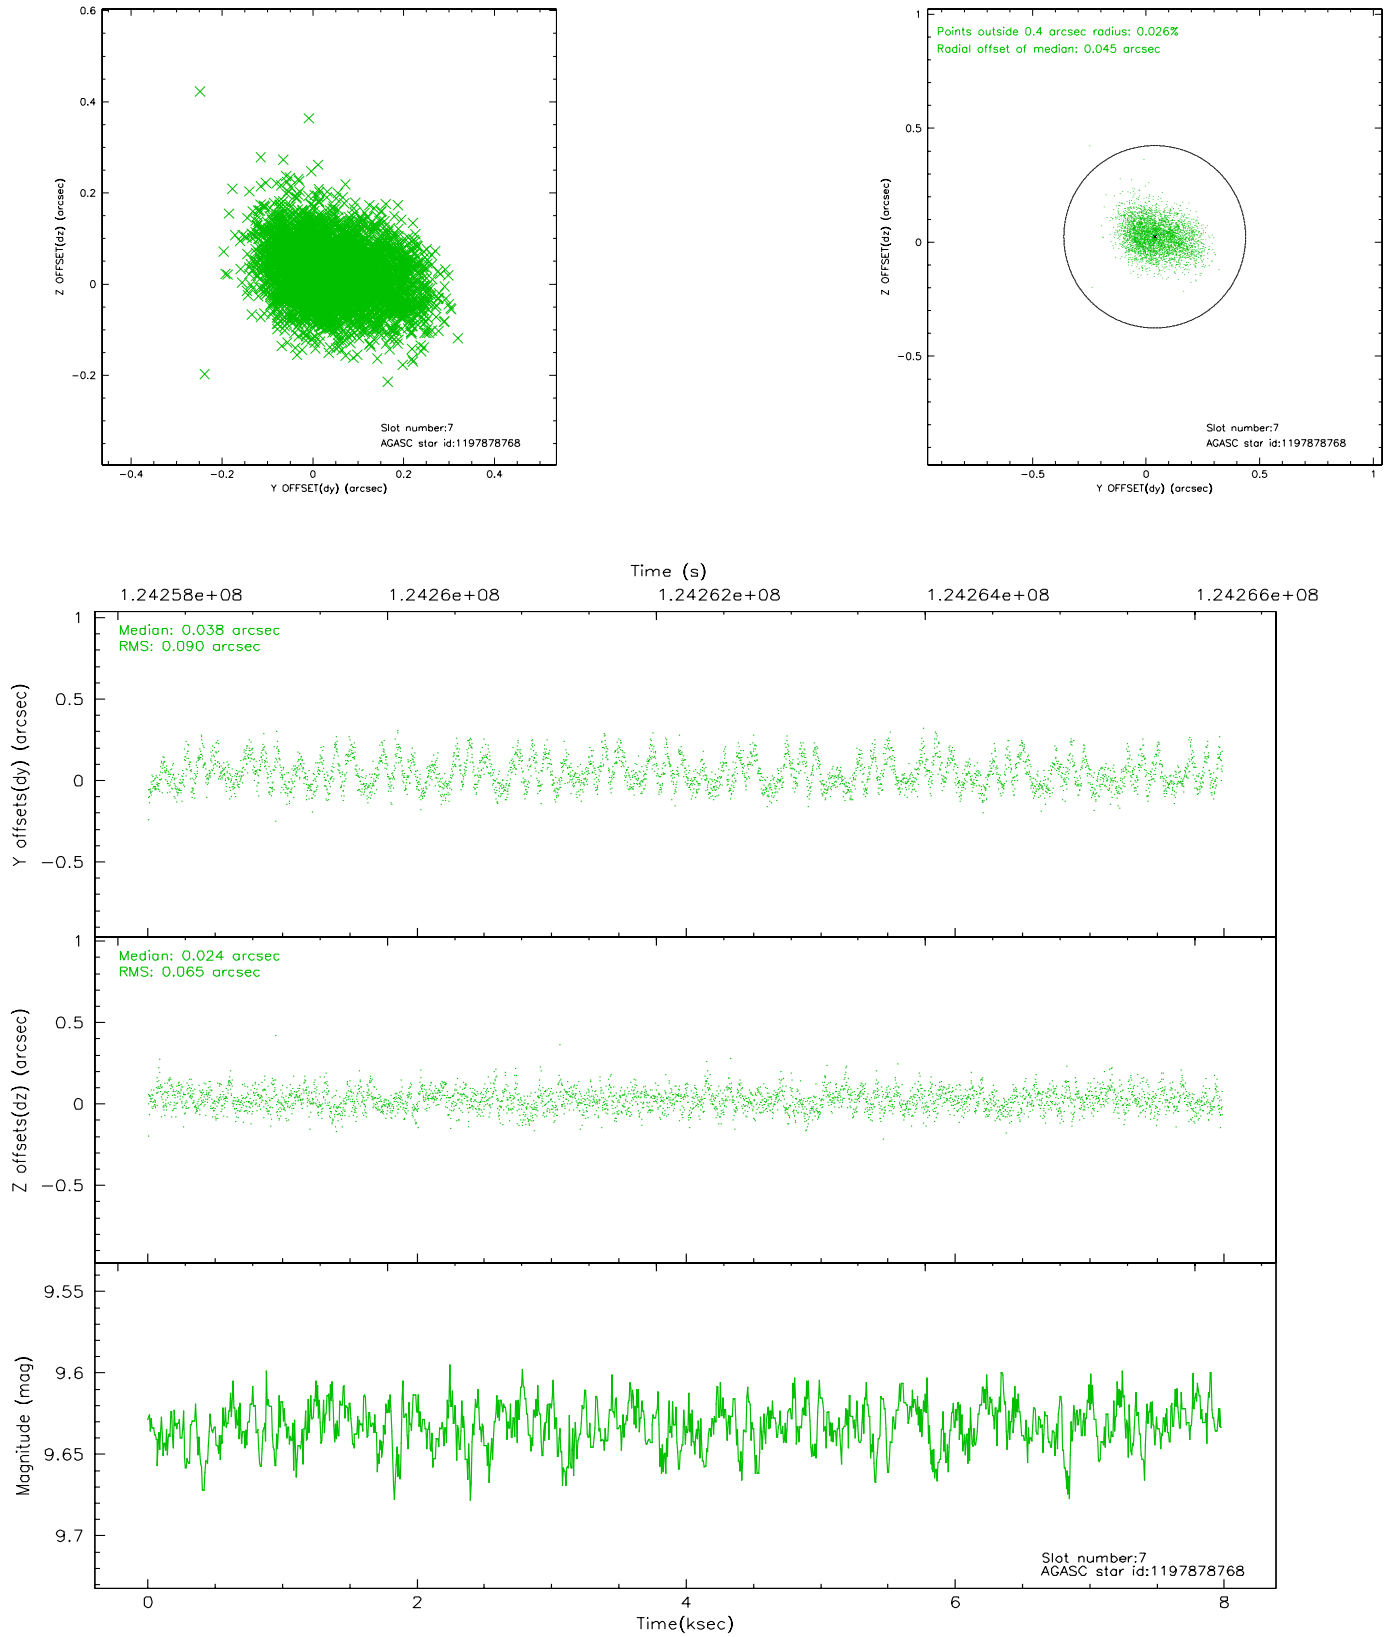 0.6
0.4
0.2
0
−0.2
Z OFFSET(dz) (arcsec)
Slot number:7
AGASC star id:1197878768
−0.4 −0.2 0 0.2 0.4
Y OFFSET(dy) (arcsec)
Points outside 0.4 arcsec radius: 0.026%
Radial offset of median: 0.045 arcsec
1
0.5
0
−0.5
Z OFFSET(dz) (arcsec)
Slot number:7
AGASC star id:1197878768
−0.5 0 0.5 1
Y OFFSET(dy) (arcsec)
Time (s)
1.24258e+08 1.2426e+08 1.24262e+08 1.24264e+08 1.24266e+08
Median: 0.038 arcsec
RMS: 0.090 arcsec
1
0.5
0
−0.5
Y offsets(dy) (arcsec)
Median: 0.024 arcsec
RMS: 0.065 arcsec
1
0.5
0
−0.5
Z offsets(dz) (arcsec)
9.55
9.6
9.65
9.7
Magnitude (mag)
Slot number:7
AGASC star id:1197878768
0 2 4 6 8
Time(ksec)